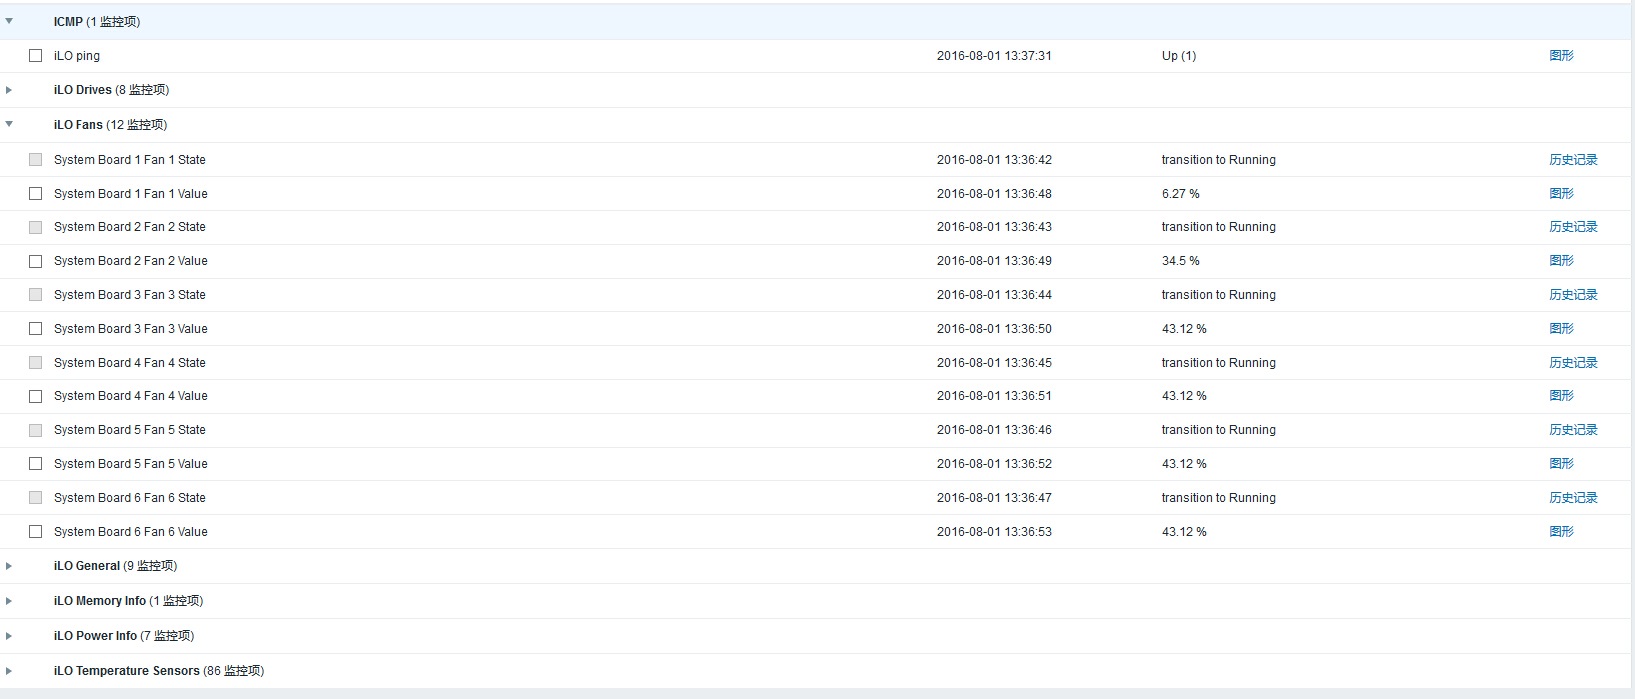 ICMP (1 监控项)
iLO ping 2016-08-01 13:37:31 Up (1) 图形
iLO Drives (8 监控项)
iLO Fans (12 监控项)
System Board 1 Fan 1 State 2016-08-01 13:36:42 transition to Running 历史记录
System Board 1 Fan 1 Value 2016-08-01 13:36:48 6.27 % 图形
System Board 2 Fan 2 State 2016-08-01 13:36:43 transition to Running 历史记录
System Board 2 Fan 2 Value 2016-08-01 13:36:49 34.5 % 图形
System Board 3 Fan 3 State 2016-08-01 13:36:44 transition to Running 历史记录
System Board 3 Fan 3 Value 2016-08-01 13:36:50 43.12 % 图形
System Board 4 Fan 4 State 2016-08-01 13:36:45 transition to Running 历史记录
System Board 4 Fan 4 Value 2016-08-01 13:36:51 43.12 % 图形
System Board 5 Fan 5 State 2016-08-01 13:36:46 transition to Running 历史记录
System Board 5 Fan 5 Value 2016-08-01 13:36:52 43.12 % 图形
System Board 6 Fan 6 State 2016-08-01 13:36:47 transition to Running 历史记录
System Board 6 Fan 6 Value 2016-08-01 13:36:53 43.12 % 图形
iLO General (9 监控项)
iLO Memory Info (1 监控项)
iLO Power Info (7 监控项)
iLO Temperature Sensors (86 监控项)